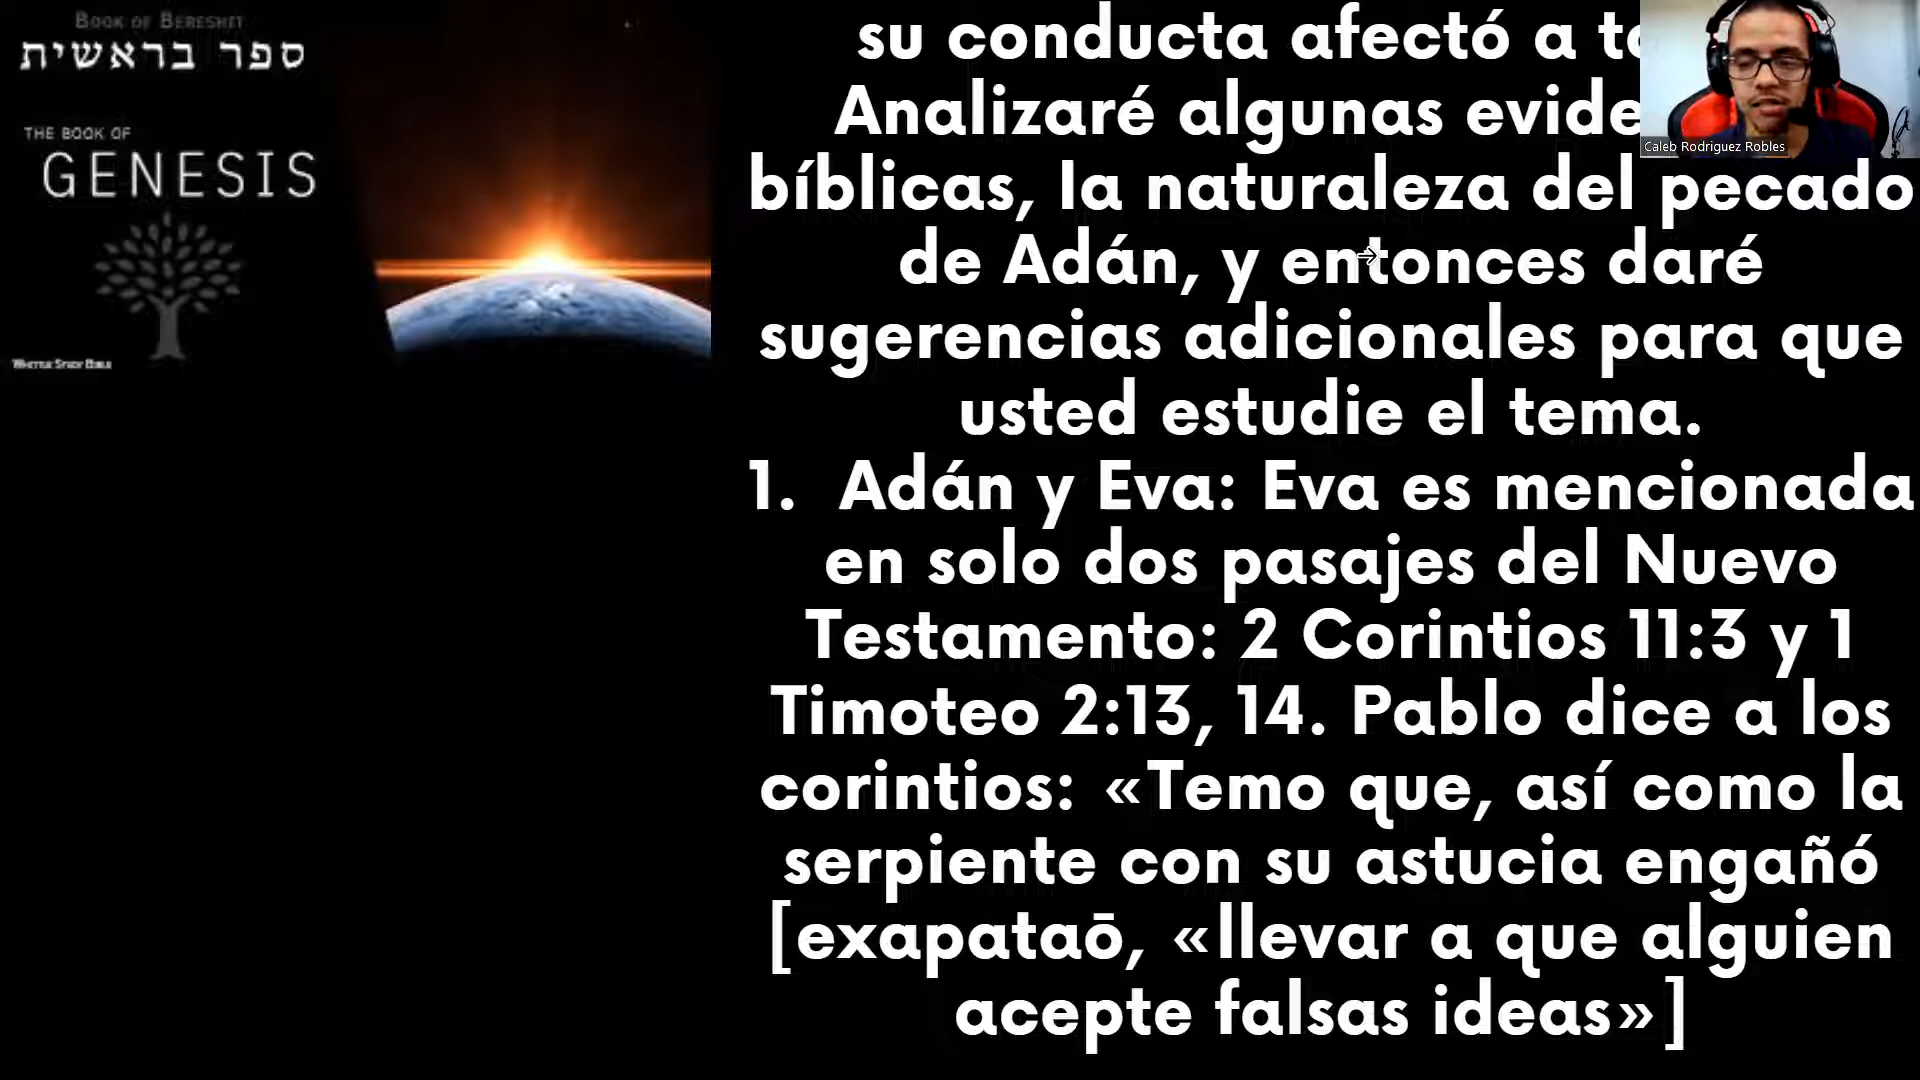 BOOK OF BERESHIT
ספר בראשית
THE BOOK OF
GENESIS
su conducta afectó a
Analizaré algunas
bíblicas, la naturaleza del pecado
de Adán, y entonces daré
sugerencias adicionales para que
usted estudie el tema.
1. Adán y Eva: Eva es mencionada
en solo dos pasajes del Nuevo
Testamento: 2 Corintios 11:3 y 1
Timoteo 2:13, 14. Pablo dice a los
corintios: «Temo que, así como la
serpiente con su astucia engañó
[exapataō, «llevar a que alguien
acepte falsas ideas»]
Caleb Rodriguez Robles